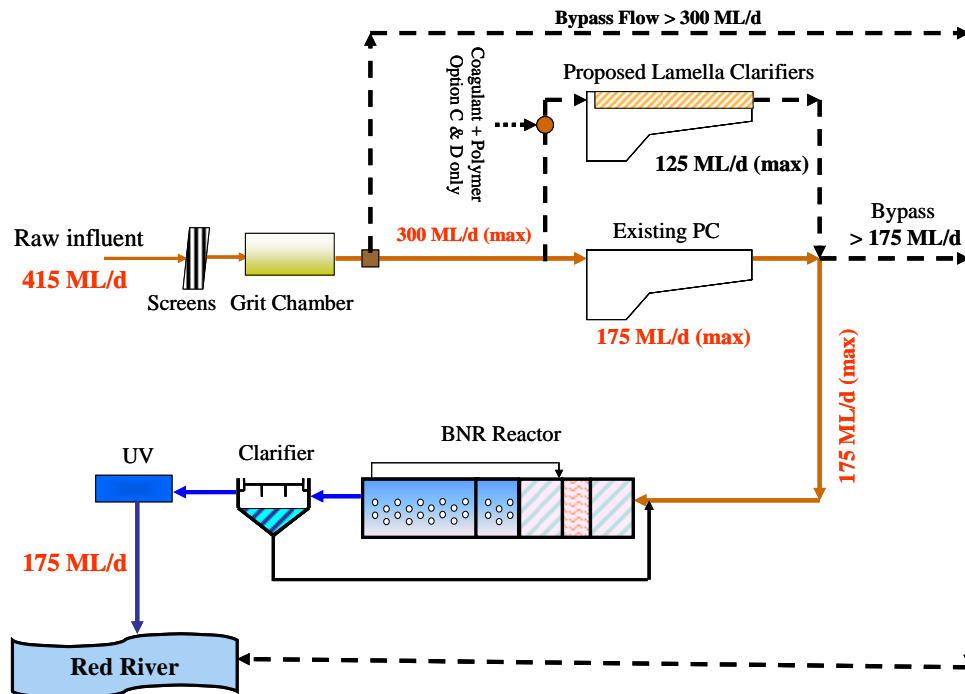 Bypass Flow > 300 ML/d
Coagulant + Polymer
Option C & D only
Proposed Lamella Clarifiers
125 ML/d (max)
Bypass
> 175 ML/d
Raw influent
415 ML/d
300 ML/d (max)
Existing PC
Screens
Grit Chamber
175 ML/d (max)
175 ML/d (max)
BNR Reactor
Clarifier
UV
175 ML/d
Red River